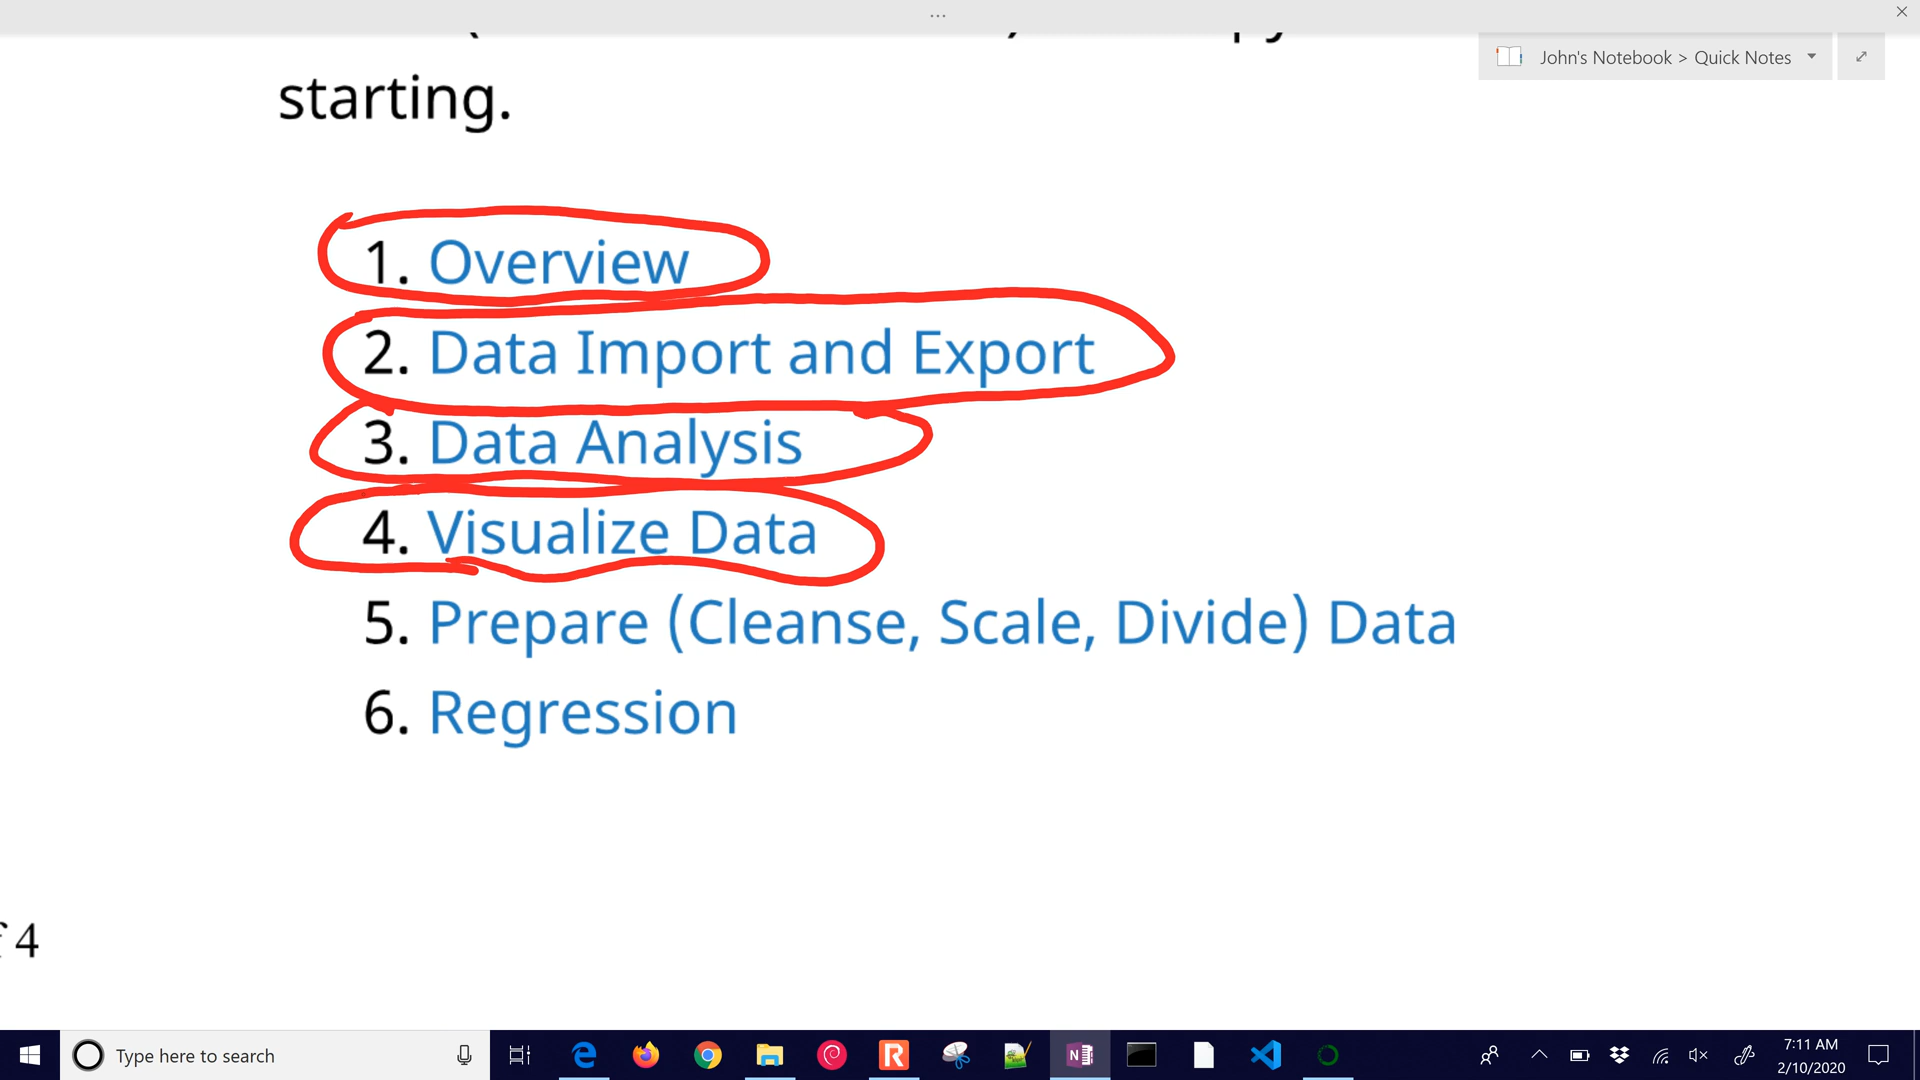 ...
John's Notebook > Quick Notes
starting.
1. Overview
2. Data Import and Export
3. Data Analysis
4. Visualize Data
5. Prepare (Cleanse, Scale, Divide) Data
6. Regression
4
Type here to search
7:11 AM
2/10/2020